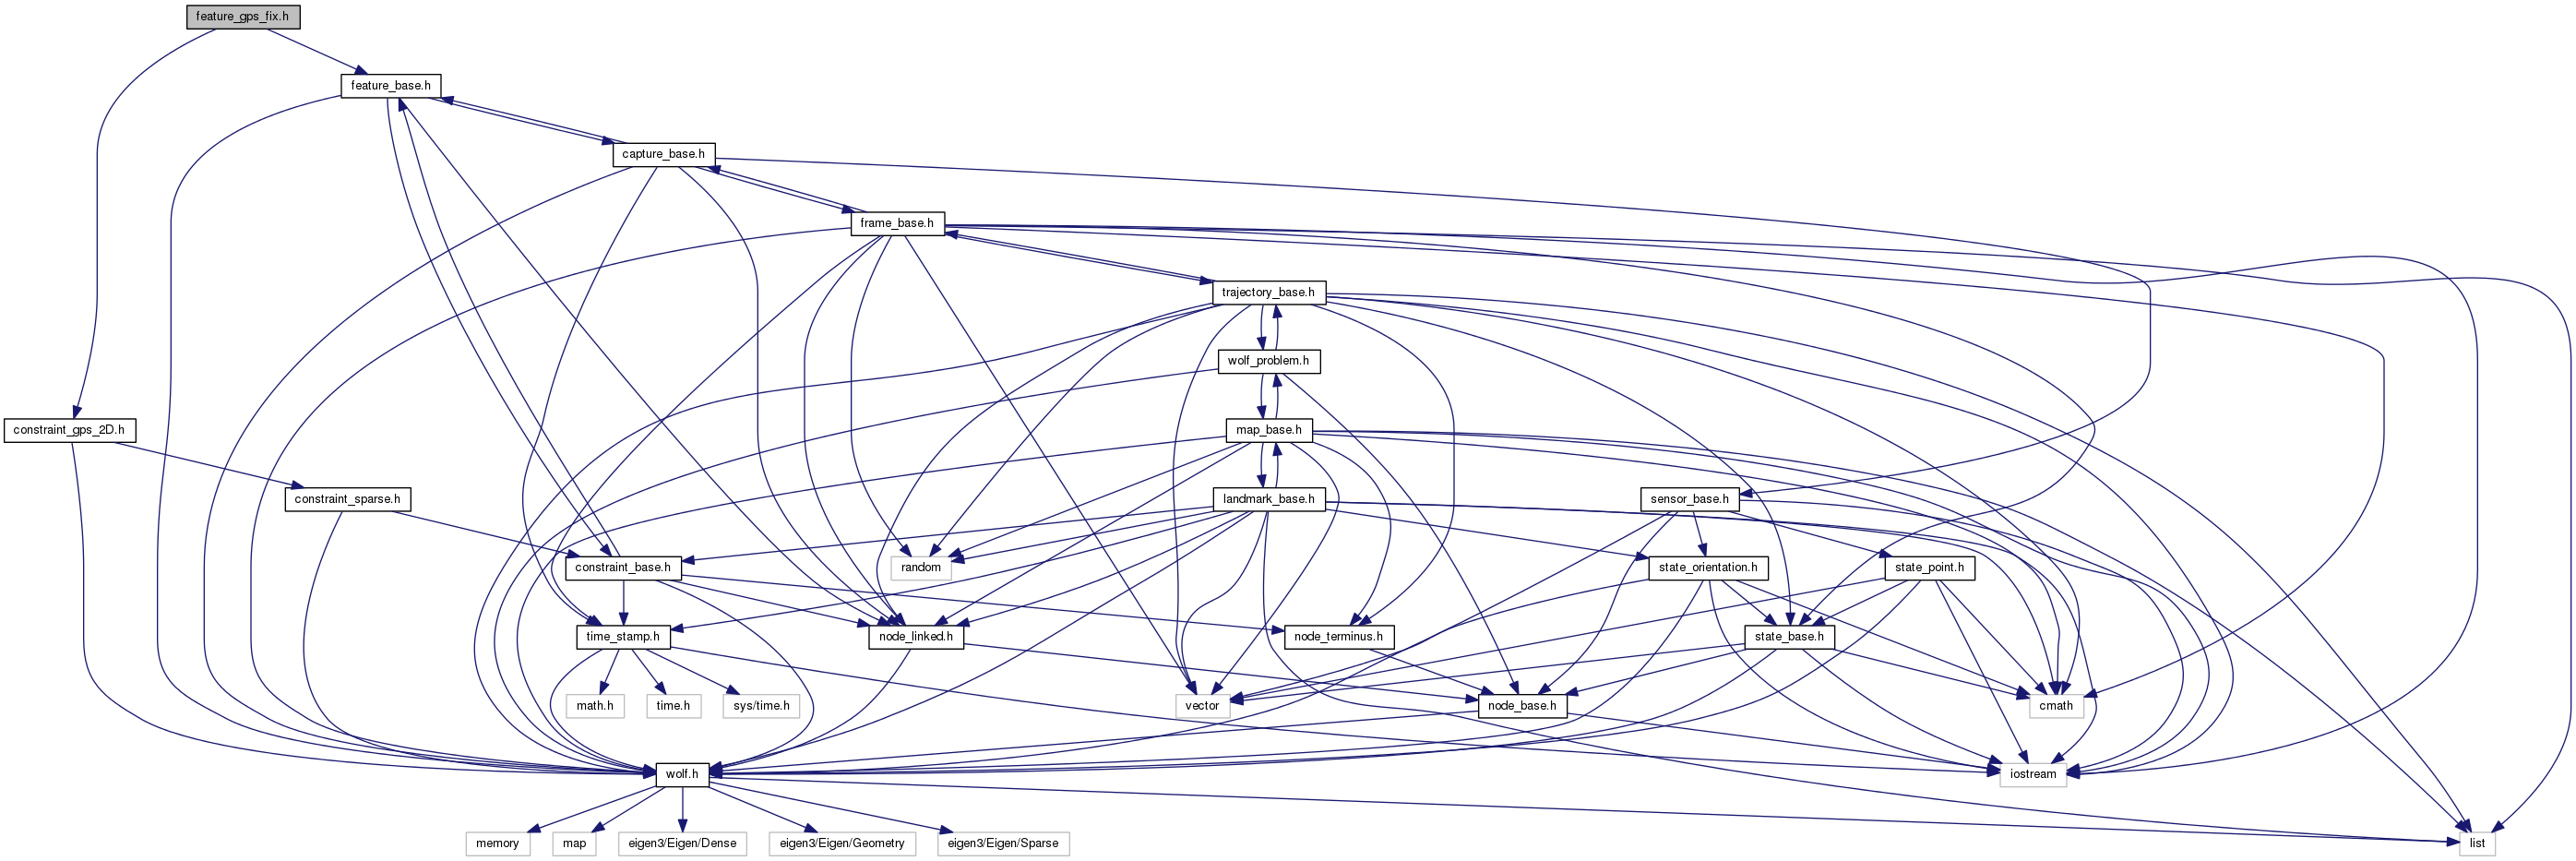 feature_gps_fix.h
feature_base.h
capture_base.h
frame_base.h
trajectory_base.h
wolf_problem.h
constraint_gps_2D.h
map_base.h
constraint_sparse.h
landmark_base.h
sensor_base.h
constraint_base.h
random
state_orientation.h
state_point.h
time_stamp.h
node_linked.h
node_terminus.h
state_base.h
math.h
time.h
sys/time.h
vector
node_base.h
cmath
wolf.h
iostream
memory
map
eigen3/Eigen/Dense
eigen3/Eigen/Geometry
eigen3/Eigen/Sparse
list